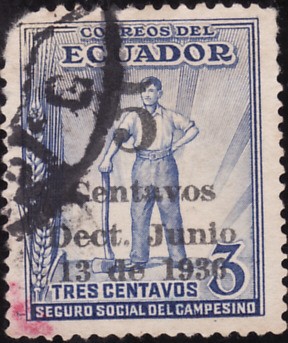 CORREOS DEL
ECUADOR
5
Centavos
Dect. Junio
13 de 1936
3
TRES CENTAVOS
SEGURO SOCIAL DEL CAMPESINO